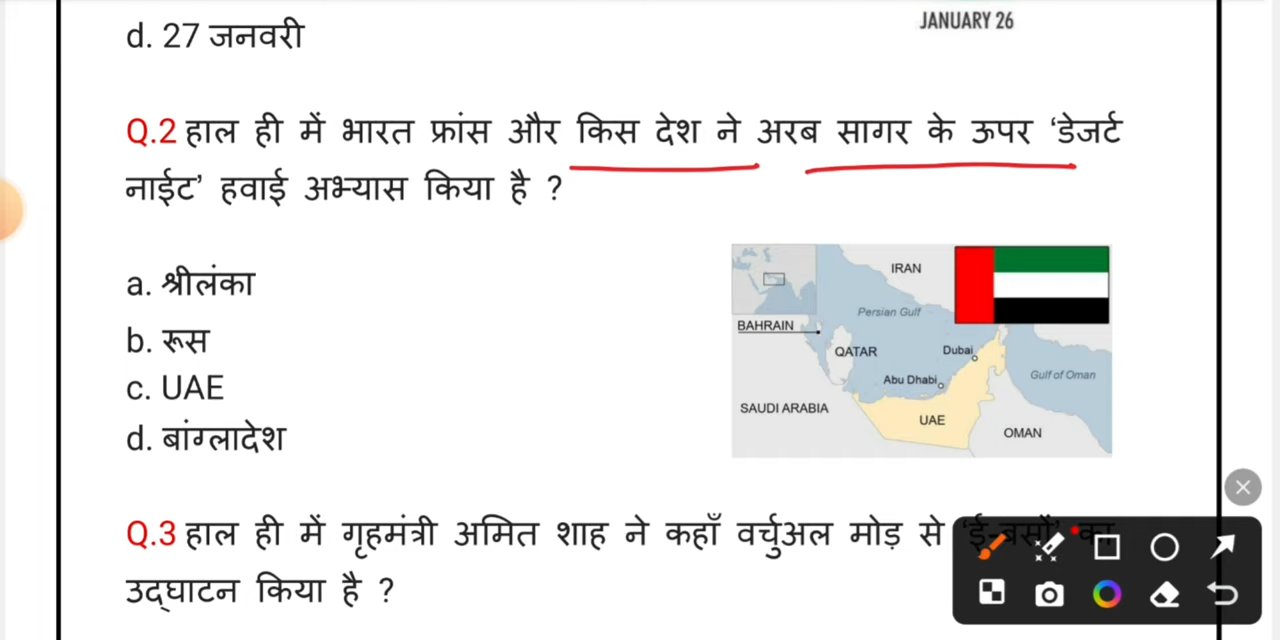 d. 27 जनवरी
JANUARY 26
Q.2 हाल ही में भारत फ्रांस और किस देश ने अरब सागर के ऊपर ‘डेजर्ट
नाईट’ हवाई अभ्यास किया है ?
a. श्रीलंका
b. रूस
c. UAE
d. बांग्लादेश
IRAN
Persian Gulf
BAHRAIN
QATAR
Dubai
Abu Dhabi
Gulf of Oman
SAUDI ARABIA
UAE
OMAN
Q.3 हाल ही में गृहमंत्री अमित शाह ने कहाँ वर्चुअल मोड़ से ‘ई-बसों’ का
उद्घाटन किया है ?